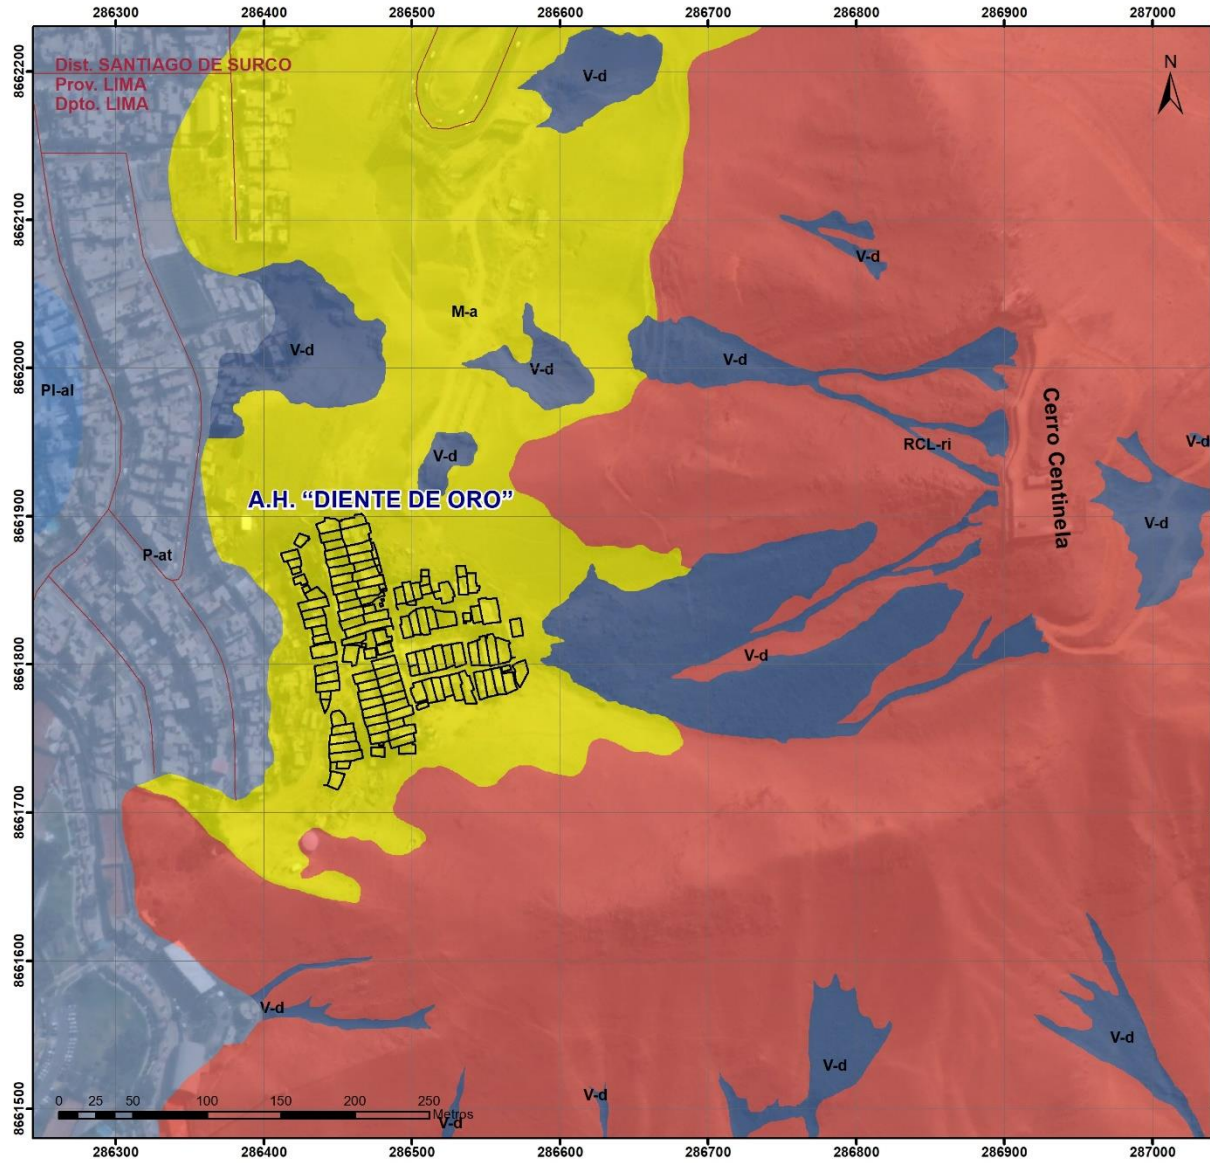 286300 286400 286500 286600 286700 286800 286900 287000
Dist. SANTIAGO DE SURCO
Prov. LIMA
Dpto. LIMA
N
8662200
8662100
8662000
8661900
8661800
8661700
8661600
8661500
V-d
V-d
M-a
V-d
V-d
V-d
Pl-al
Cerro Centinela
RCL-ri
V-d
V-d
A.H. “DIENTE DE ORO”
V-d
P-at
V-d
V-d
V-d
V-d
V-d
0 25 50 100 150 200 250
Metros
V-d
286300 286400 286500 286600 286700 286800 286900 287000